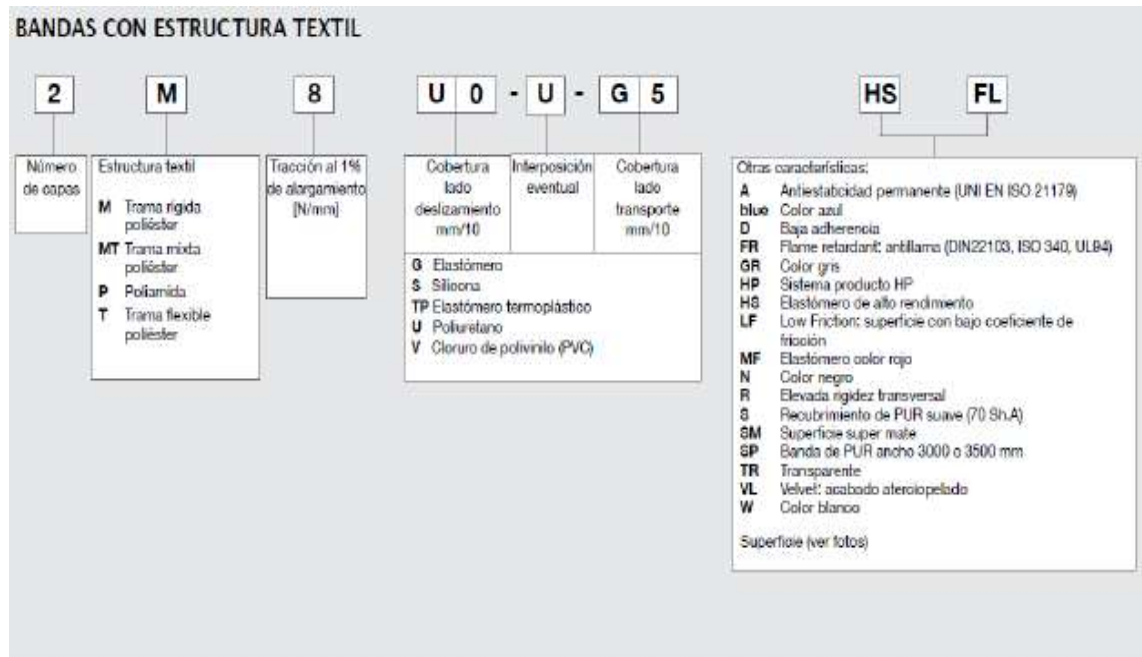 BANDAS CON ESTRUCTURA TEXTIL
2 M 8 U 0 - U - G 5 HS FL
Número
de capas
Estructura textil
M Trama rígida
poliéster
MT Trama mixta
poliéster
P Poliamida
T Trama flexible
poliéster
Tracción al 1%
de alargamiento
[N/mm]
Cobertura
lado
deslizamiento
mm/10
Interposición
eventual
Cobertura
lado
transporte
mm/10
G Elastómero
S Silicona
TP Elastómero termoplástico
U Poliuretano
V Cloruro de polivinilo (PVC)
Otras características:
A Antiestaticidad permanente (UNI EN ISO 21179)
blue Color azul
D Baja adherencia
FR Flame retardant: antillama (DIN22103, ISO 340, UL94)
GR Color gris
HP Sistema producto HP
HS Elastómero de alto rendimiento
LF Low Friction: superficie con bajo coeficiente de
fricción
MF Elastómero color rojo
N Color negro
R Elevada rigidez transversal
S Recubrimiento de PUR suave (70 Sh.A)
SM Superficie super mate
SP Banda de PUR ancho 3000 o 3500 mm
TR Transparente
VL Velvet: acabado aterciopelado
W Color blanco
Superficie (ver fotos)